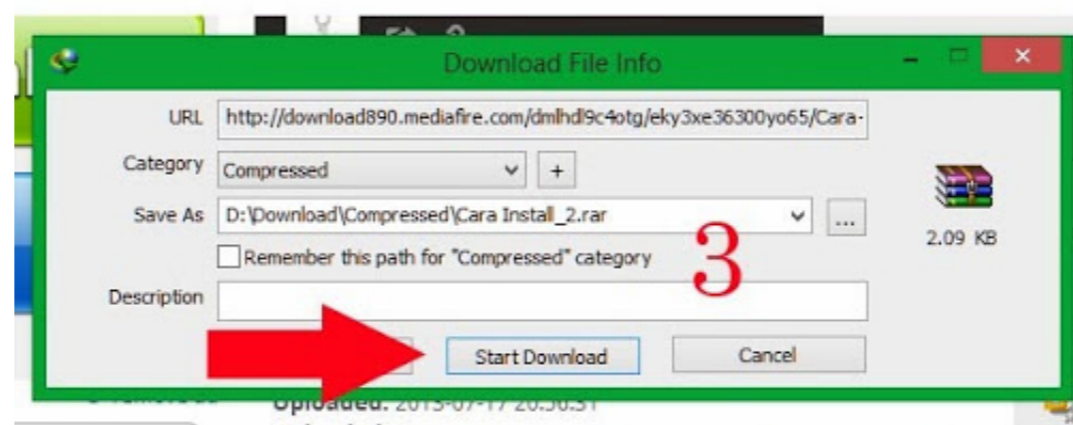 Download File Info
URL http://download890.mediafire.com/dmlhdl9c4otg/eky3xe36300yo65/Cara-
Category Compressed +
Save As D:\Download\Compressed\Cara Install_2.rar ...
2.09 KB
Remember this path for "Compressed" category
3
Description
Start Download Cancel
Uploaded: 2013-07-17 20:56:31